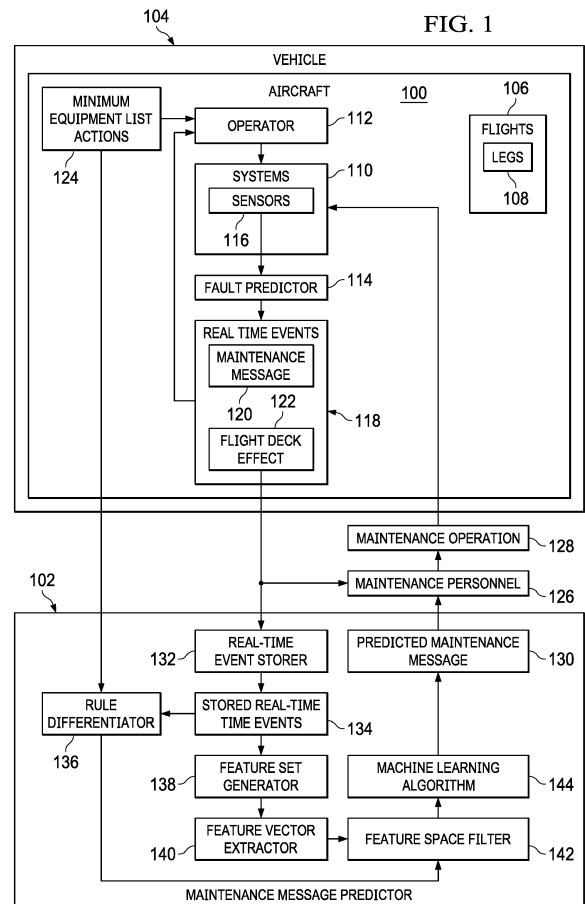 FIG. 1
104
VEHICLE
AIRCRAFT
100
MINIMUM
EQUIPMENT LIST
ACTIONS
124
OPERATOR
112
106
FLIGHTS
LEGS
108
SYSTEMS
110
SENSORS
116
FAULT PREDICTOR
114
REAL TIME EVENTS
MAINTENANCE
MESSAGE
120
122
118
FLIGHT DECK
EFFECT
MAINTENANCE OPERATION
128
102
MAINTENANCE PERSONNEL
126
132
REAL-TIME
EVENT STORER
PREDICTED MAINTENANCE
MESSAGE
130
RULE
DIFFERENTIATOR
136
STORED REAL-TIME
TIME EVENTS
134
138
FEATURE SET
GENERATOR
MACHINE LEARNING
ALGORITHM
144
140
FEATURE VECTOR
EXTRACTOR
FEATURE SPACE FILTER
142
MAINTENANCE MESSAGE PREDICTOR